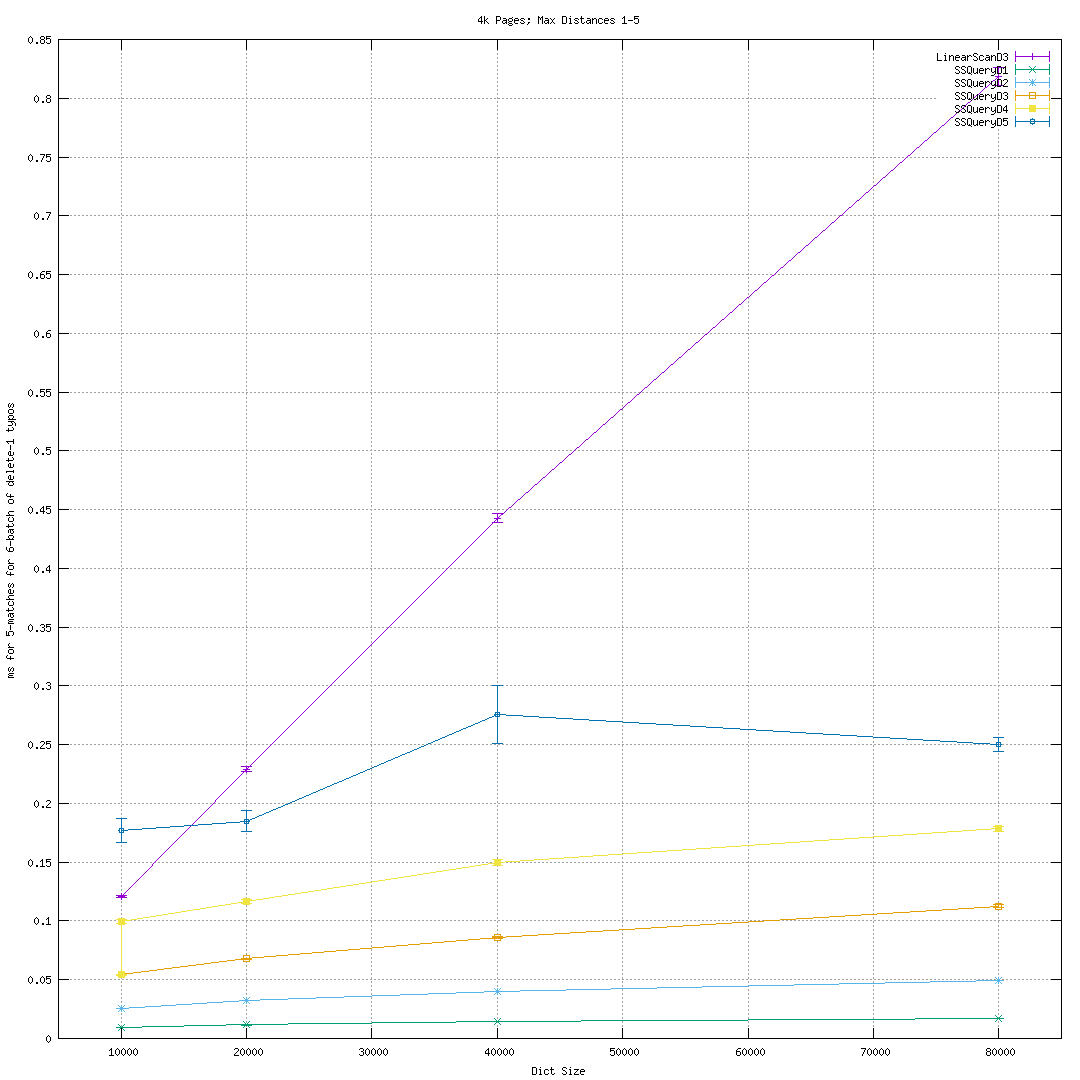 4k Pages; Max Distances 1-5
0.85
0.8
0.75
0.7
0.65
0.6
0.55
0.5
0.45
0.4
0.35
0.3
0.25
0.2
0.15
0.1
0.05
0
ms for 5-matches for 6-batch of delete-1 typos
LinearScanD3
SSQueryD1
SSQueryD2
SSQueryD3
SSQueryD4
SSQueryD5
10000 20000 30000 40000 50000 60000 70000 80000
Dict Size